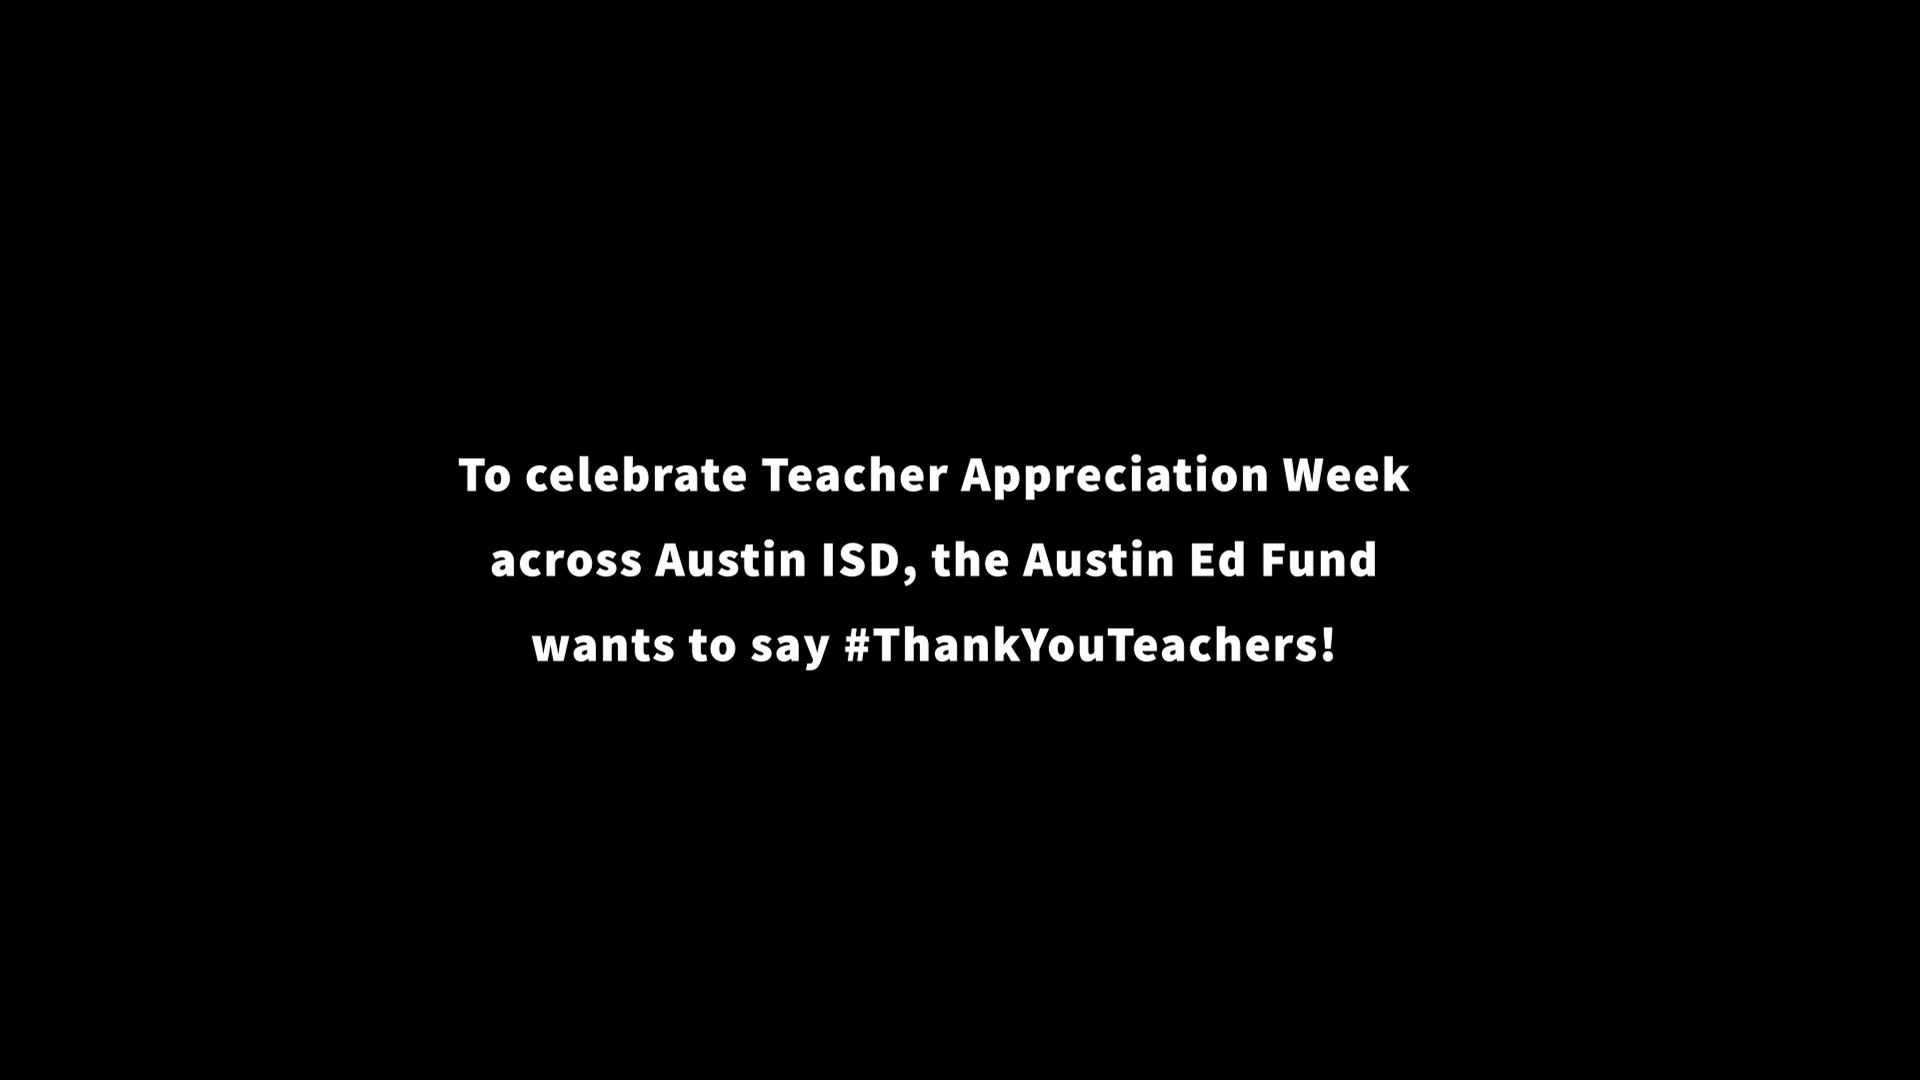 To celebrate Teacher Appreciation Week
across Austin ISD, the Austin Ed Fund
wants to say #ThankYouTeachers!